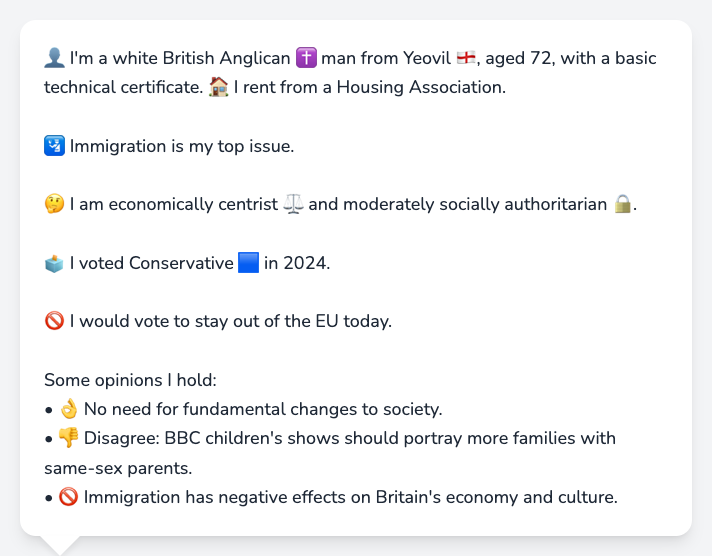 👤 I'm a white British Anglican ✝️ man from Yeovil 🏴󠁧󠁢󠁥󠁮󠁧󠁿, aged 72, with a basic
technical certificate. 🏠 I rent from a Housing Association.
🛂 Immigration is my top issue.
🤔 I am economically centrist ⚖️ and moderately socially authoritarian 🔒.
🗳️ I voted Conservative 🟦 in 2024.
🚫 I would vote to stay out of the EU today.
Some opinions I hold:
• 👌 No need for fundamental changes to society.
• 👎 Disagree: BBC children's shows should portray more families with
same-sex parents.
• 🚫 Immigration has negative effects on Britain's economy and culture.